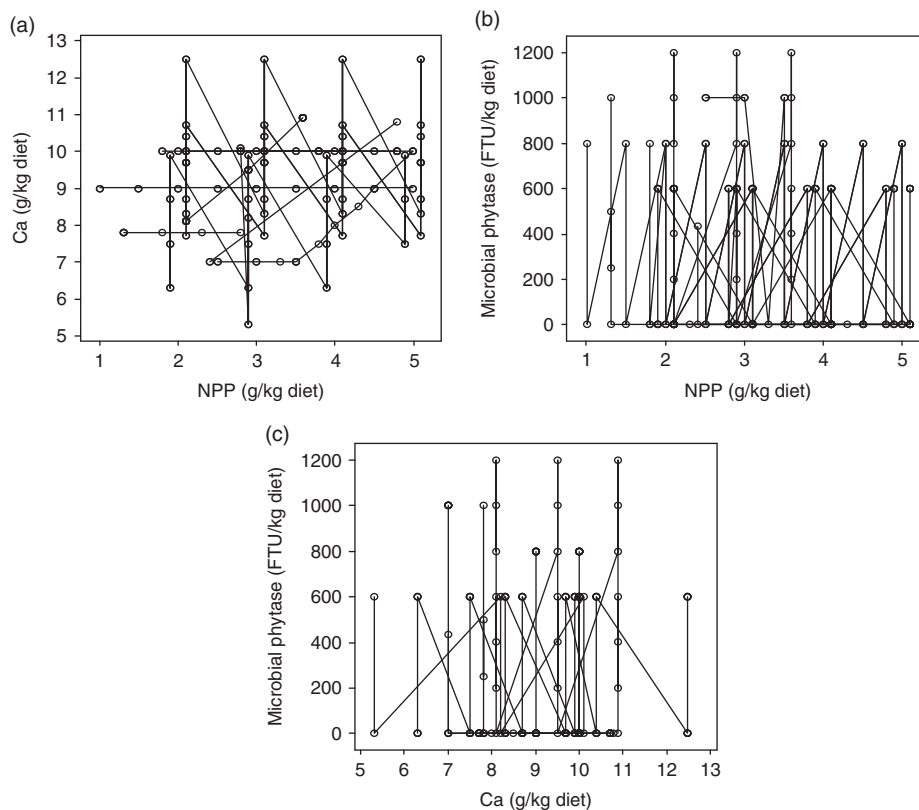 (a)
13
12
11
10
9
8
7
6
5
Ca (g/kg diet)
1 2 3 4 5
NPP (g/kg diet)
(b)
1200
1000
800
600
400
200
0
Microbial phytase (FTU/kg diet)
1 2 3 4 5
NPP (g/kg diet)
(c)
1200
1000
800
600
400
200
0
Microbial phytase (FTU/kg diet)
5 6 7 8 9 10 11 12 13
Ca (g/kg diet)